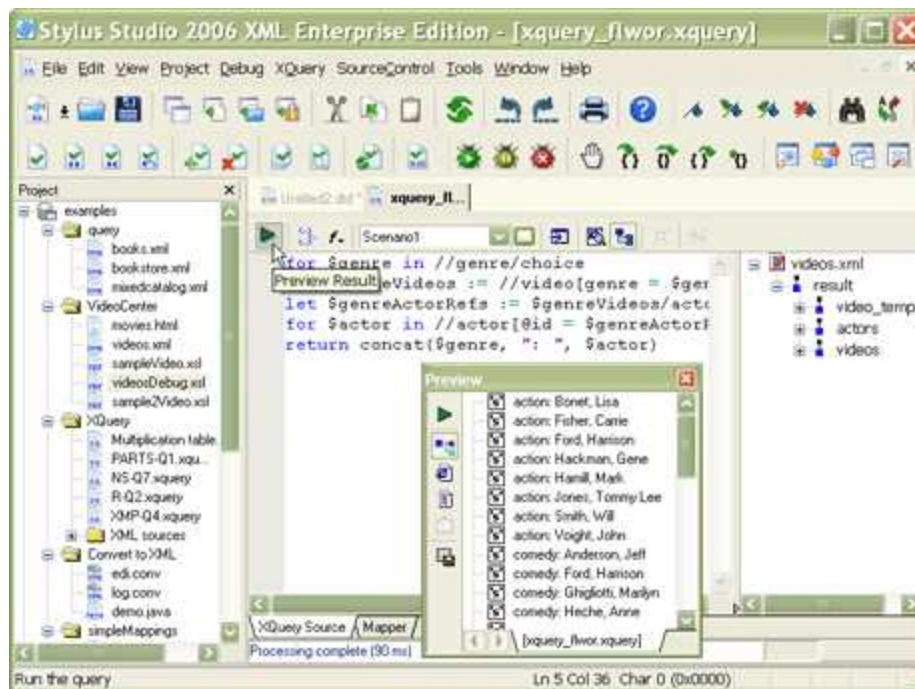 Stylus Studio 2006 XML Enterprise Edition - [xquery_flwor.xquery]
File Edit View Project Debug XQuery SourceControl Tools Window Help
Project
examples
query
books.xml
bookstore.xml
mixedcatalog.xml
VideoCenter
movies.html
videos.xml
sampleVideo.xsl
videosDebug.xsl
sample2Video.xsl
XQuery
Multiplication table
PARTS-Q1.xqu...
NS-Q7.xquery
R-Q2.xquery
XMP-Q4.xquery
XML sources
Convert to XML
edi.conv
log.conv
demo.java
simpleMappings
Untitled2.dtd *
xquery_fl...
Scenario1
for $genre in //genre/choice
Preview Result
reVideos := //video[genre = $gen
let $genreActorRefs := $genreVideos/acto
for $actor in //actor[@id = $genreActorR
return concat($genre, ": ", $actor)
videos.xml
result
video_temp
actors
videos
Preview
action: Bonet, Lisa
action: Fisher, Carrie
action: Ford, Harrison
action: Hackman, Gene
action: Hamill, Mark
action: Jones, Tommy Lee
action: Smith, Will
action: Voight, John
comedy: Anderson, Jeff
comedy: Ford, Harrison
comedy: Ghigliotti, Marilyn
comedy: Heche, Anne
[xquery_flwor.xquery]
XQuery Source
Mapper
Processing complete (90 ms)
Run the query
Ln 5 Col 36 Char 0 (0x0000)